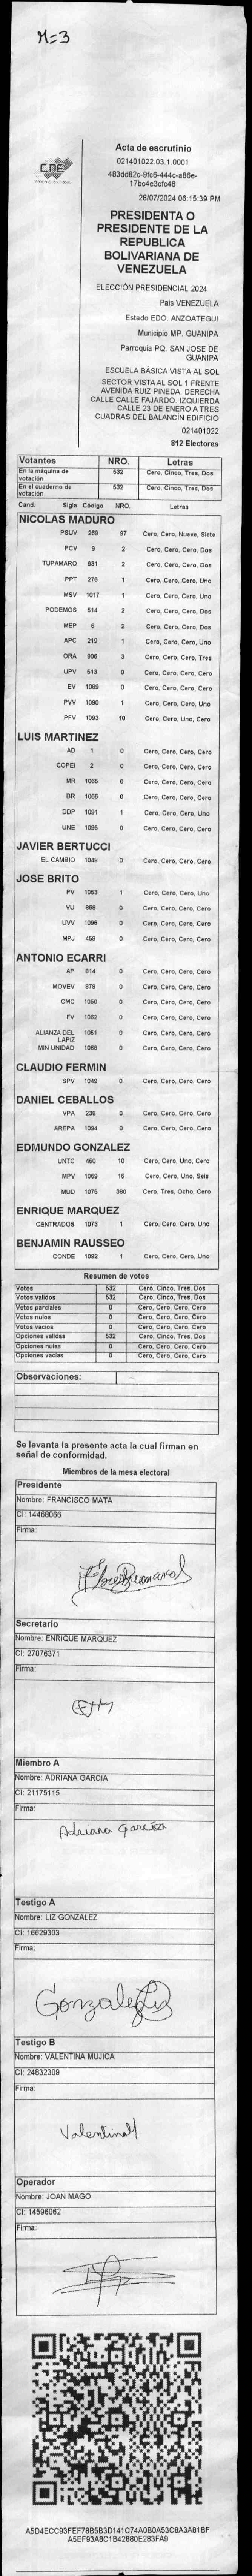 M=3
CNE
Acta de escrutinio
021401022.03.1.0001
483dd82c-9fc6-444c-a86e-
17bc4e3cfc48
28/07/2024 06:15:39 PM
PRESIDENTA O
PRESIDENTE DE LA
REPUBLICA
BOLIVARIANA DE
VENEZUELA
ELECCIÓN PRESIDENCIAL 2024
País VENEZUELA
Estado EDO. ANZOATEGUI
Municipio MP. GUANIPA
Parroquia PQ. SAN JOSE DE
GUANIPA
ESCUELA BÁSICA VISTA AL SOL
SECTOR VISTA AL SOL 1 FRENTE
AVENIDA RUIZ PINEDA. DERECHA
CALLE CALLE FAJARDO. IZQUIERDA
CALLE 23 DE ENERO A TRES
CUADRAS DEL BALANCÍN EDIFICIO
021401022
812 Electores
Votantes NRO. Letras
En la máquina de votación 532 Cero, Cinco, Tres, Dos
En el cuaderno de votación 532 Cero, Cinco, Tres, Dos
Cand. Sigla Código NRO. Letras
NICOLAS MADURO
PSUV 269 97 Cero, Cero, Nueve, Siete
PCV 9 2 Cero, Cero, Cero, Dos
TUPAMARO 931 2 Cero, Cero, Cero, Dos
PPT 276 1 Cero, Cero, Cero, Uno
MSV 1017 1 Cero, Cero, Cero, Uno
PODEMOS 514 2 Cero, Cero, Cero, Dos
MEP 6 2 Cero, Cero, Cero, Dos
APC 219 1 Cero, Cero, Cero, Uno
ORA 906 3 Cero, Cero, Cero, Tres
UPV 513 0 Cero, Cero, Cero, Cero
EV 1089 0 Cero, Cero, Cero, Cero
PVV 1090 1 Cero, Cero, Cero, Uno
PFV 1093 10 Cero, Cero, Uno, Cero
LUIS MARTINEZ
AD 1 0 Cero, Cero, Cero, Cero
COPEI 2 0 Cero, Cero, Cero, Cero
MR 1065 0 Cero, Cero, Cero, Cero
BR 1066 0 Cero, Cero, Cero, Cero
DDP 1091 1 Cero, Cero, Cero, Uno
UNE 1095 0 Cero, Cero, Cero, Cero
JAVIER BERTUCCI
EL CAMBIO 1049 0 Cero, Cero, Cero, Cero
JOSE BRITO
PV 1053 1 Cero, Cero, Cero, Uno
VU 968 0 Cero, Cero, Cero, Cero
UVV 1096 0 Cero, Cero, Cero, Cero
MPJ 458 0 Cero, Cero, Cero, Cero
ANTONIO ECARRI
AP 814 0 Cero, Cero, Cero, Cero
MOVEV 878 0 Cero, Cero, Cero, Cero
CMC 1050 0 Cero, Cero, Cero, Cero
FV 1052 0 Cero, Cero, Cero, Cero
ALIANZA DEL LAPIZ 1051 0 Cero, Cero, Cero, Cero
MIN UNIDAD 1068 0 Cero, Cero, Cero, Cero
CLAUDIO FERMIN
SPV 1049 0 Cero, Cero, Cero, Cero
DANIEL CEBALLOS
VPA 236 0 Cero, Cero, Cero, Cero
AREPA 1094 0 Cero, Cero, Cero, Cero
EDMUNDO GONZALEZ
UNTC 460 10 Cero, Cero, Uno, Cero
MPV 1069 16 Cero, Cero, Uno, Seis
MUD 1075 380 Cero, Tres, Ocho, Cero
ENRIQUE MARQUEZ
CENTRADOS 1073 1 Cero, Cero, Cero, Uno
BENJAMIN RAUSSEO
CONDE 1092 1 Cero, Cero, Cero, Uno
Resumen de votos
Votos 532 Cero, Cinco, Tres, Dos
Votos validos 532 Cero, Cinco, Tres, Dos
Votos parciales 0 Cero, Cero, Cero, Cero
Votos nulos 0 Cero, Cero, Cero, Cero
Votos vacios 0 Cero, Cero, Cero, Cero
Opciones validas 532 Cero, Cinco, Tres, Dos
Opciones nulas 0 Cero, Cero, Cero, Cero
Opciones vacias 0 Cero, Cero, Cero, Cero
Observaciones:
Se levanta la presente acta la cual firman en
señal de conformidad.
Miembros de la mesa electoral
Presidente
Nombre: FRANCISCO MATA
CI: 14468066
Firma:
Secretario
Nombre: ENRIQUE MARQUEZ
CI: 27076371
Firma:
Miembro A
Nombre: ADRIANA GARCIA
CI: 21175115
Firma:
Adriana García
Testigo A
Nombre: LIZ GONZALEZ
CI: 16629303
Firma:
GonzalezLiz
Testigo B
Nombre: VALENTINA MUJICA
CI: 24832309
Firma:
ValentinaM
Operador
Nombre: JOAN MAGO
CI: 14596062
Firma:
A5D4ECC93FEF78B5B3D141C74A0B0A53C8A3A81BF
A5EF93A8C1B42880E283FA9